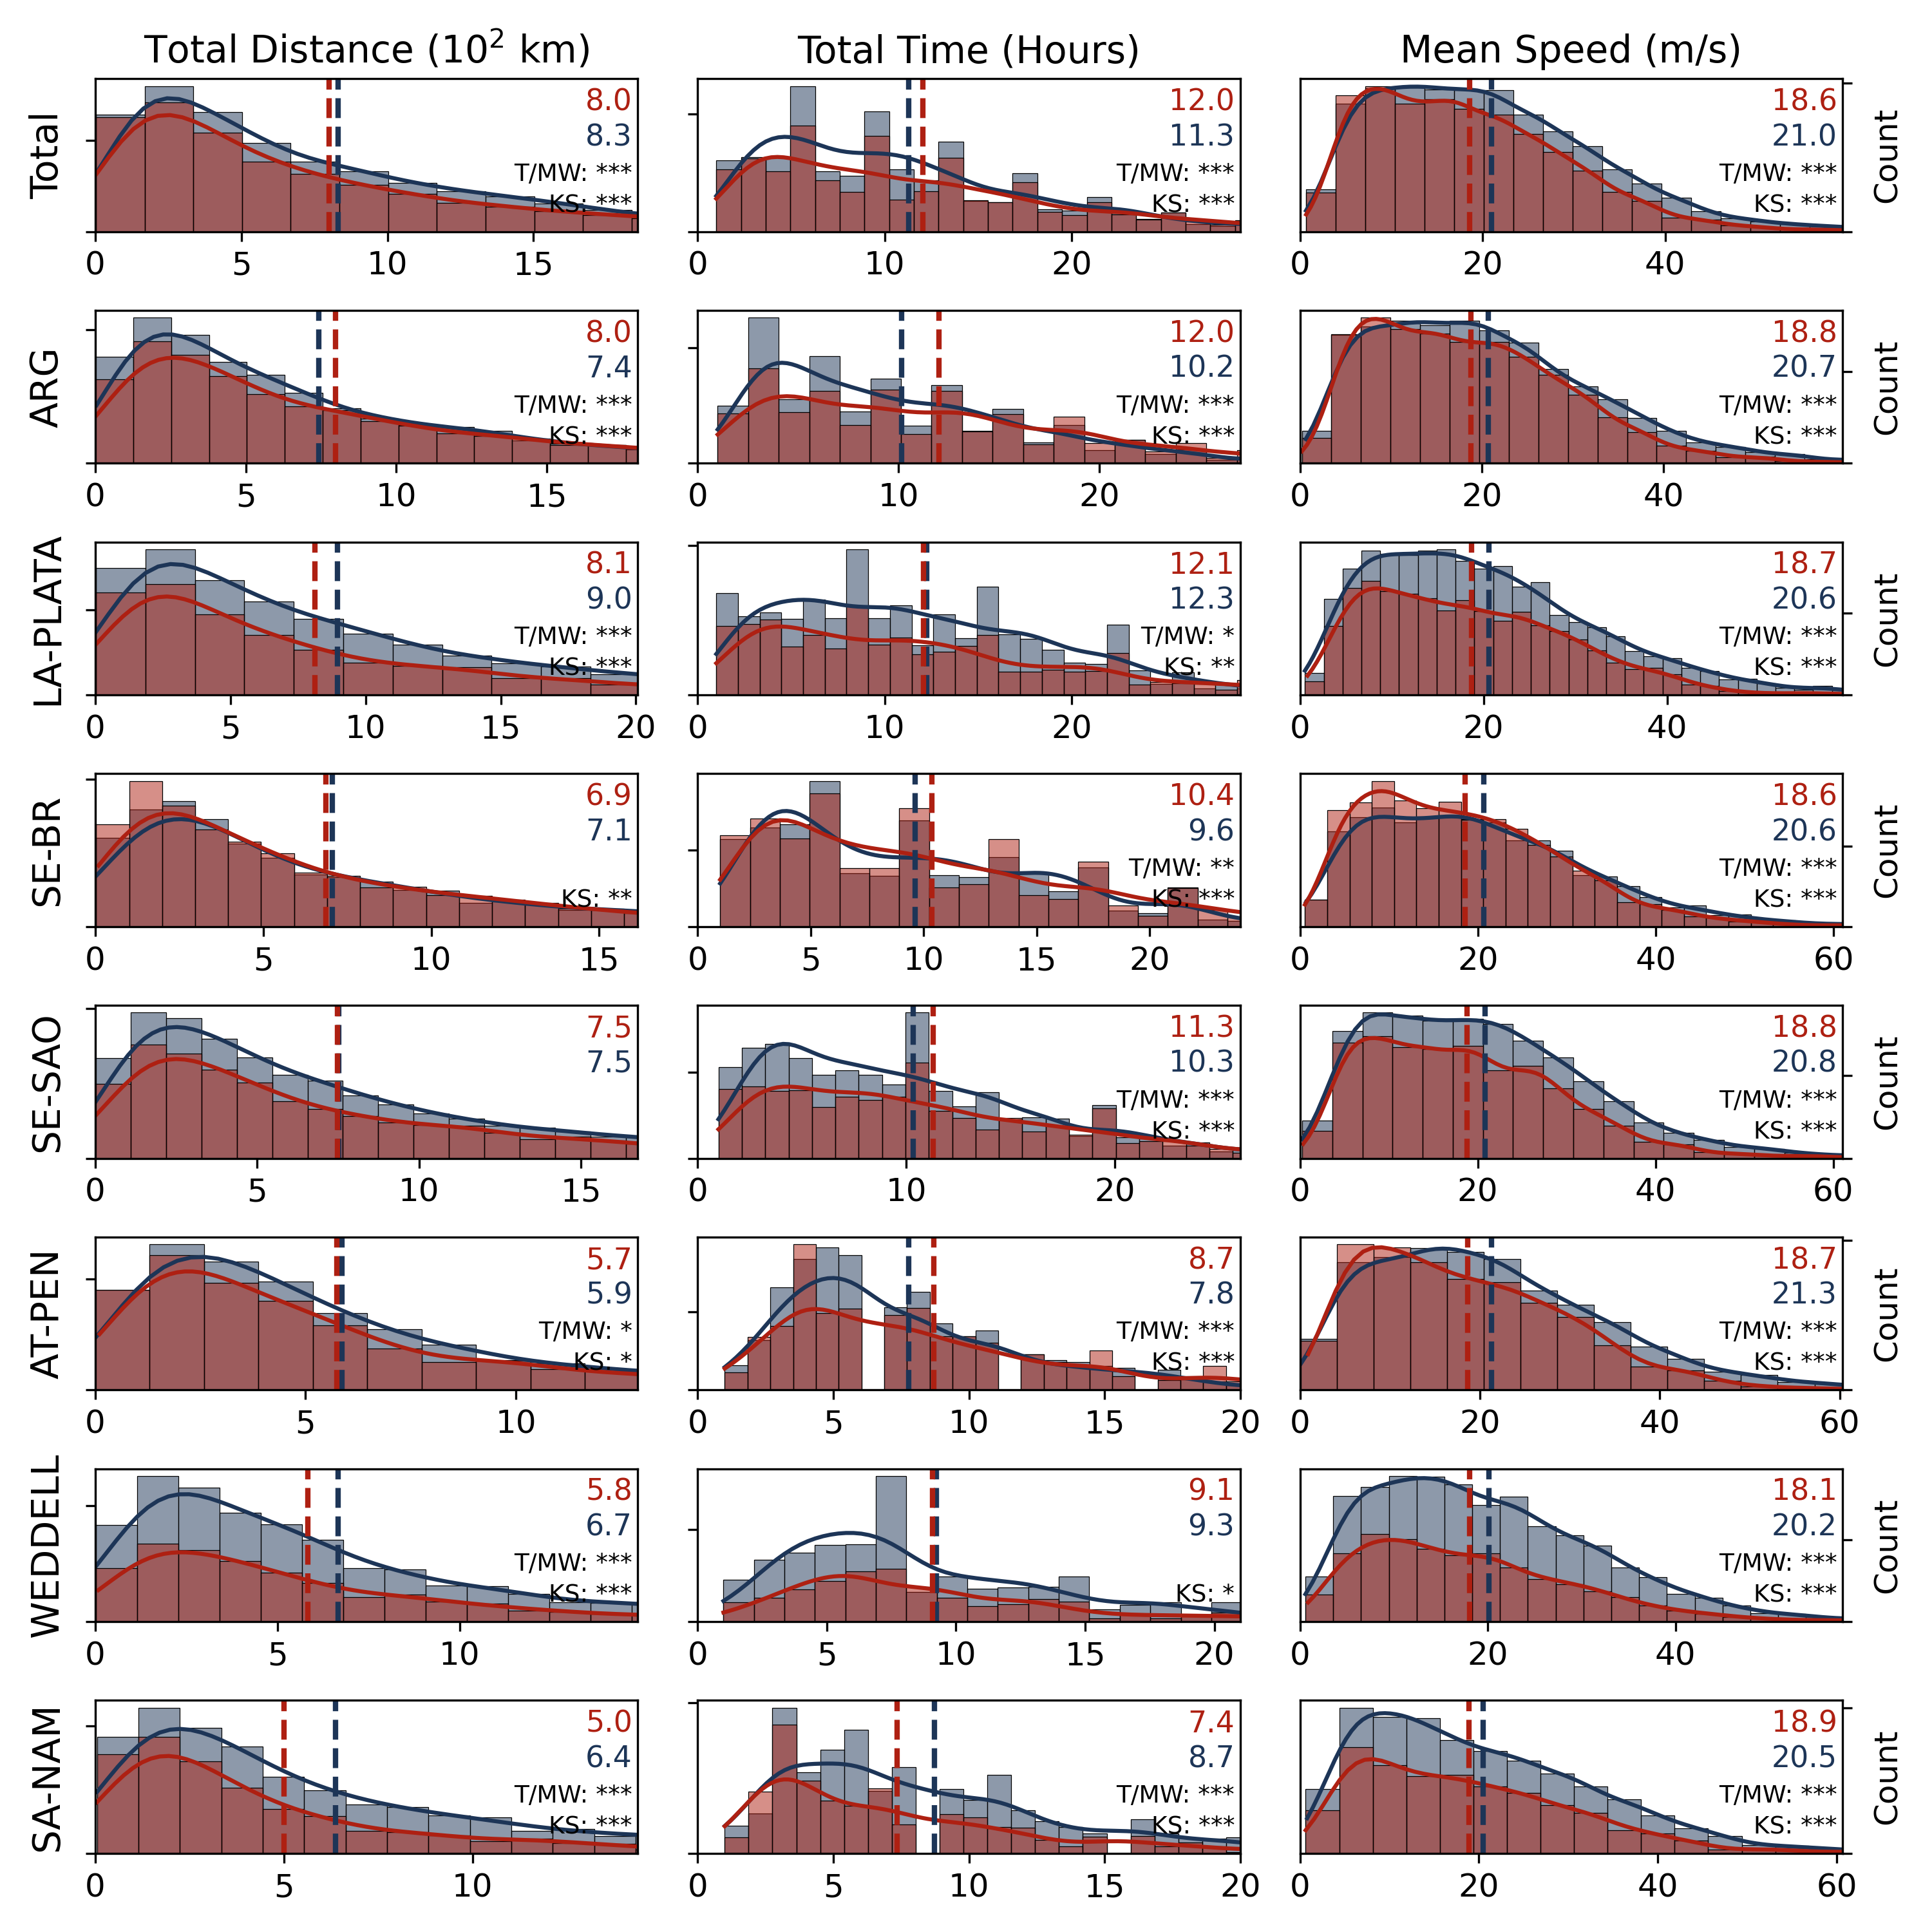 Total Distance (10² km) Total Time (Hours) Mean Speed (m/s)
Total
8.0
8.3
T/MW: ***
KS: ***
0 5 10 15
12.0
11.3
T/MW: ***
KS: ***
0 10 20
18.6
21.0
T/MW: ***
KS: ***
0 20 40
Count
ARG
8.0
7.4
T/MW: ***
KS: ***
0 5 10 15
12.0
10.2
T/MW: ***
KS: ***
0 10 20
18.8
20.7
T/MW: ***
KS: ***
0 20 40
Count
LA-PLATA
8.1
9.0
T/MW: ***
KS: ***
0 5 10 15 20
12.1
12.3
T/MW: *
KS: **
0 10 20
18.7
20.6
T/MW: ***
KS: ***
0 20 40
Count
SE-BR
6.9
7.1
KS: **
0 5 10 15
10.4
9.6
T/MW: **
KS: ***
0 5 10 15 20
18.6
20.6
T/MW: ***
KS: ***
0 20 40 60
Count
SE-SAO
7.5
7.5
0 5 10 15
11.3
10.3
T/MW: ***
KS: ***
0 10 20
18.8
20.8
T/MW: ***
KS: ***
0 20 40 60
Count
AT-PEN
5.7
5.9
T/MW: *
KS: *
0 5 10
8.7
7.8
T/MW: ***
KS: ***
0 5 10 15 20
18.7
21.3
T/MW: ***
KS: ***
0 20 40 60
Count
WEDDELL
5.8
6.7
T/MW: ***
KS: ***
0 5 10
9.1
9.3
KS: *
0 5 10 15 20
18.1
20.2
T/MW: ***
KS: ***
0 20 40
Count
SA-NAM
5.0
6.4
T/MW: ***
KS: ***
0 5 10
7.4
8.7
T/MW: ***
KS: ***
0 5 10 15 20
18.9
20.5
T/MW: ***
KS: ***
0 20 40 60
Count